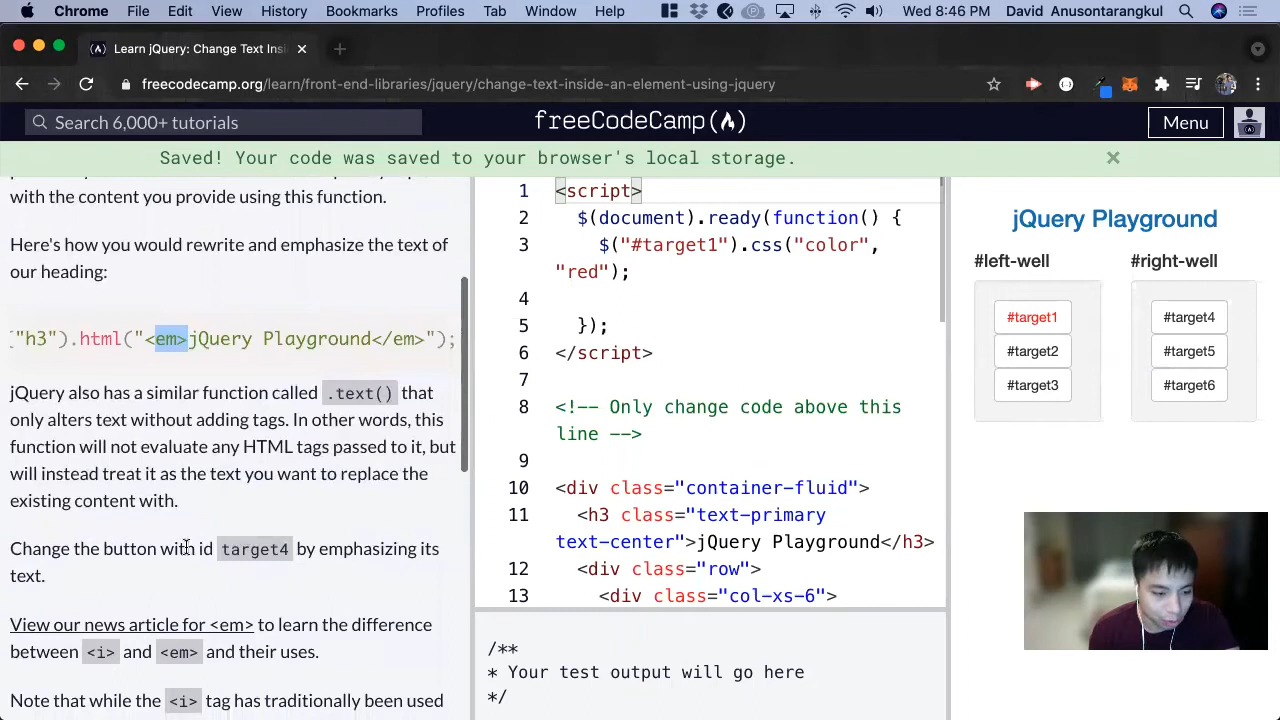 Chrome File Edit View History Bookmarks Profiles Tab Window Help Wed 8:46 PM David Anusontarangkul
Learn jQuery: Change Text Insi
freecodecamp.org/learn/front-end-libraries/jquery/change-text-inside-an-element-using-jquery
Search 6,000+ tutorials
freeCodeCamp(🔥)
Menu
Saved! Your code was saved to your browser's local storage.
with the content you provide using this function.
Here's how you would rewrite and emphasize the text of
our heading:
("h3").html("<em>jQuery Playground</em>");
jQuery also has a similar function called .text() that
only alters text without adding tags. In other words, this
function will not evaluate any HTML tags passed to it, but
will instead treat it as the text you want to replace the
existing content with.
Change the button with id target4 by emphasizing its
text.
View our news article for <em> to learn the difference
between <i> and <em> and their uses.
Note that while the <i> tag has traditionally been used
1 <script>
2 $(document).ready(function() {
3 $("#target1").css("color",
"red");
4
5 });
6 </script>
7
8 <!-- Only change code above this
line -->
9
10 <div class="container-fluid">
11 <h3 class="text-primary
text-center">jQuery Playground</h3>
12 <div class="row">
13 <div class="col-xs-6">
/**
* Your test output will go here
*/
jQuery Playground
#left-well #right-well
#target1 #target4
#target2 #target5
#target3 #target6